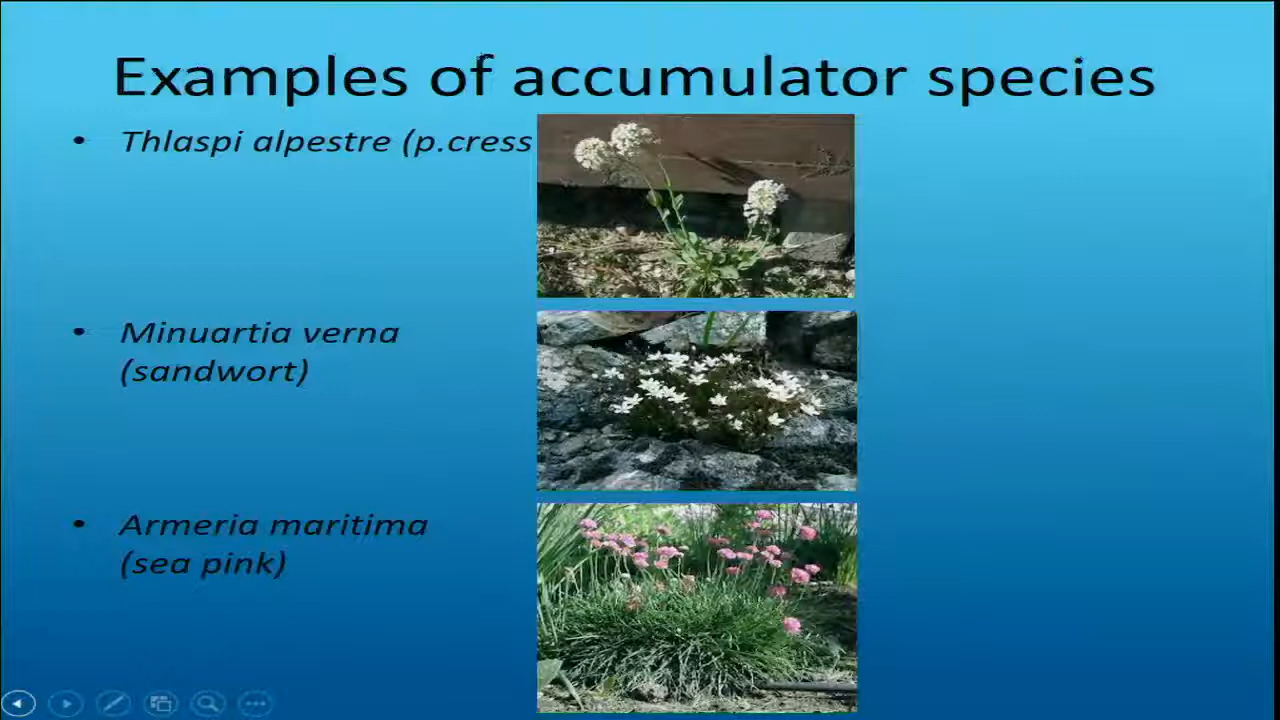 Examples of accumulator species
• Thlaspi alpestre (p.cress
• Minuartia verna
(sandwort)
• Armeria maritima
(sea pink)